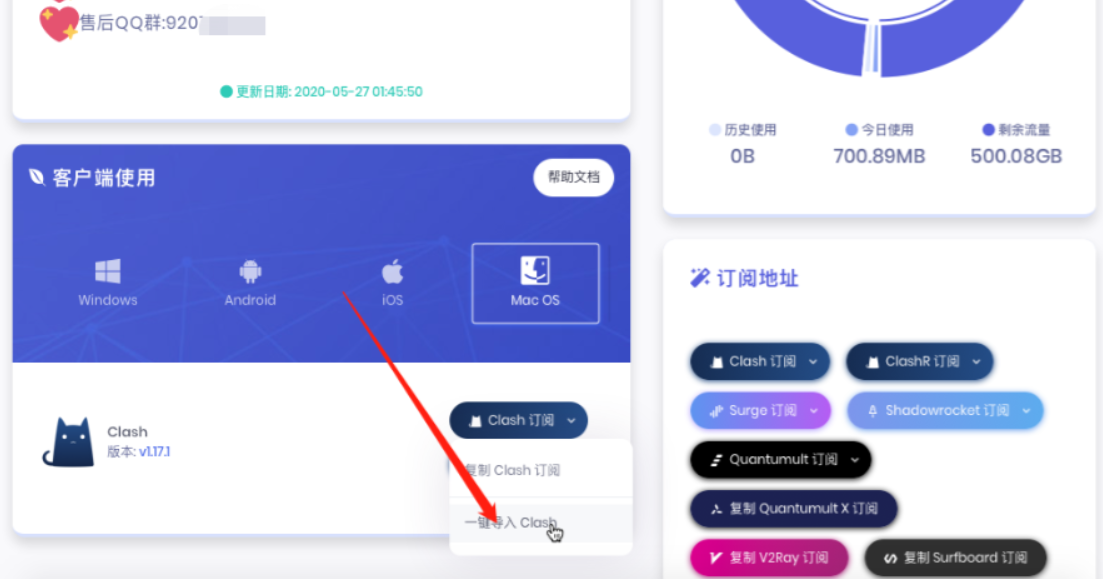 售后QQ群:920
更新日期: 2020-05-27 01:45:50
客户端使用
帮助文档
Windows
Android
iOS
Mac OS
Clash
版本: v1.17.1
Clash 订阅
复制 Clash 订阅
一键导入 Clash
历史使用
0B
今日使用
700.89MB
剩余流量
500.08GB
订阅地址
Clash 订阅
ClashR 订阅
Surge 订阅
Shadowrocket 订阅
Quantumult 订阅
复制 Quantumult X 订阅
复制 V2Ray 订阅
复制 Surfboard 订阅